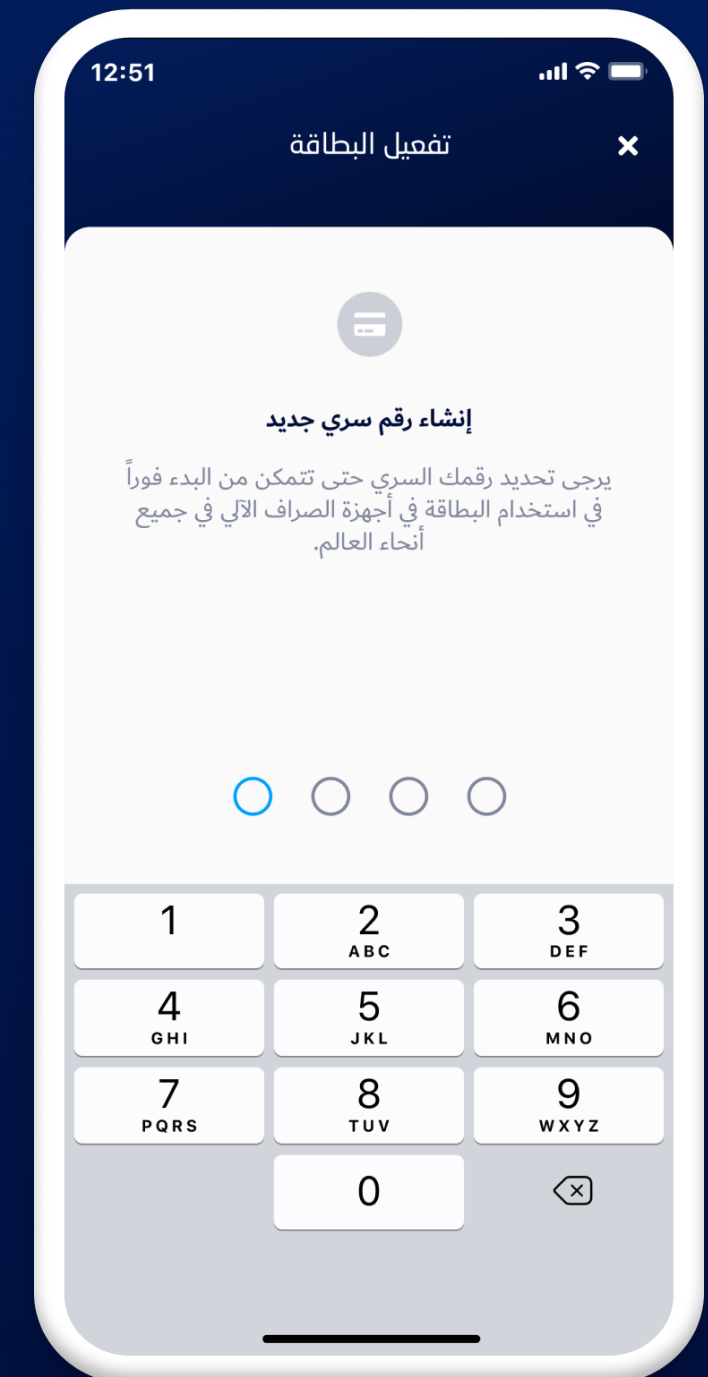 12:51
تفعيل البطاقة
إنشاء رقم سري جديد
يرجى تحديد رقمك السري حتى تتمكن من البدء فوراً
في استخدام البطاقة في أجهزة الصراف الآلي في جميع
أنحاء العالم.
1 2 3
ABC DEF
4 5 6
GHI JKL MNO
7 8 9
PQRS TUV WXYZ
0